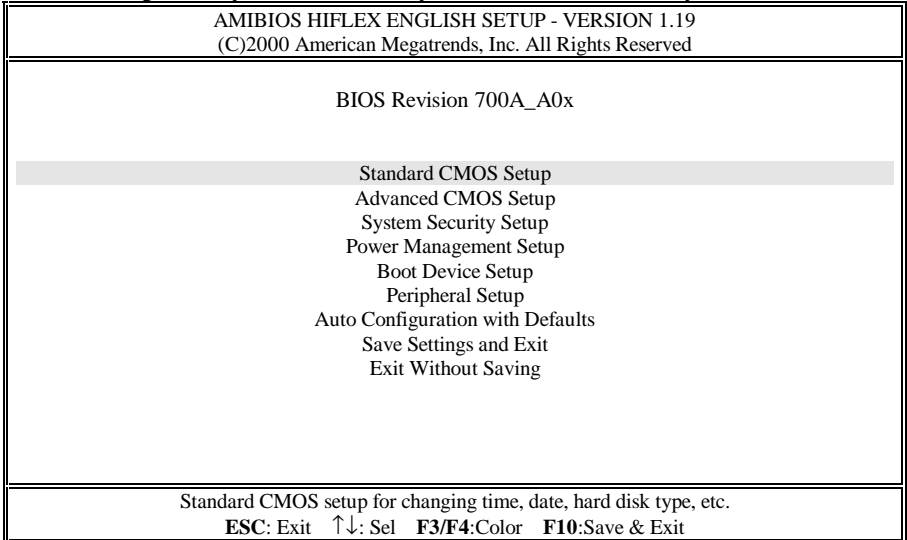 AMIBIOS HIFLEX ENGLISH SETUP - VERSION 1.19
(C)2000 American Megatrends, Inc. All Rights Reserved
BIOS Revision 700A_A0x
Standard CMOS Setup
Advanced CMOS Setup
System Security Setup
Power Management Setup
Boot Device Setup
Peripheral Setup
Auto Configuration with Defaults
Save Settings and Exit
Exit Without Saving
Standard CMOS setup for changing time, date, hard disk type, etc.
ESC: Exit ↑↓: Sel F3/F4:Color F10:Save & Exit